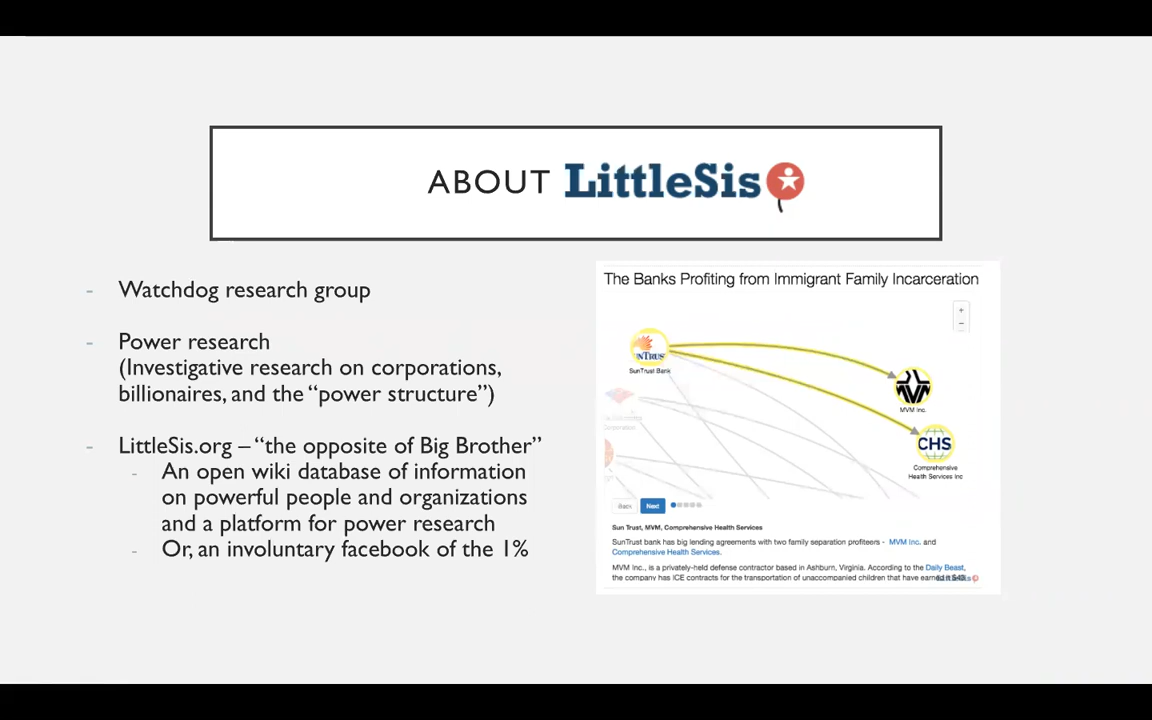 ABOUT LittleSis
- Watchdog research group
- Power research
(Investigative research on corporations,
billionaires, and the “power structure”)
- LittleSis.org – “the opposite of Big Brother”
- An open wiki database of information
on powerful people and organizations
and a platform for power research
- Or, an involuntary facebook of the 1%
The Banks Profiting from Immigrant Family Incarceration
+
−
SUNTRUST
SunTrust Bank
MVM
MVM Inc.
CHS
Comprehensive
Health Services Inc
Corporation
Back Next
Sun Trust, MVM, Comprehensive Health Services
SunTrust bank has big lending agreements with two family separation profiteers - MVM Inc. and
Comprehensive Health Services.
MVM Inc., is a privately-held defense contractor based in Ashburn, Virginia. According to the Daily Beast,
the company has ICE contracts for the transportation of unaccompanied children that have earned
LittleSis